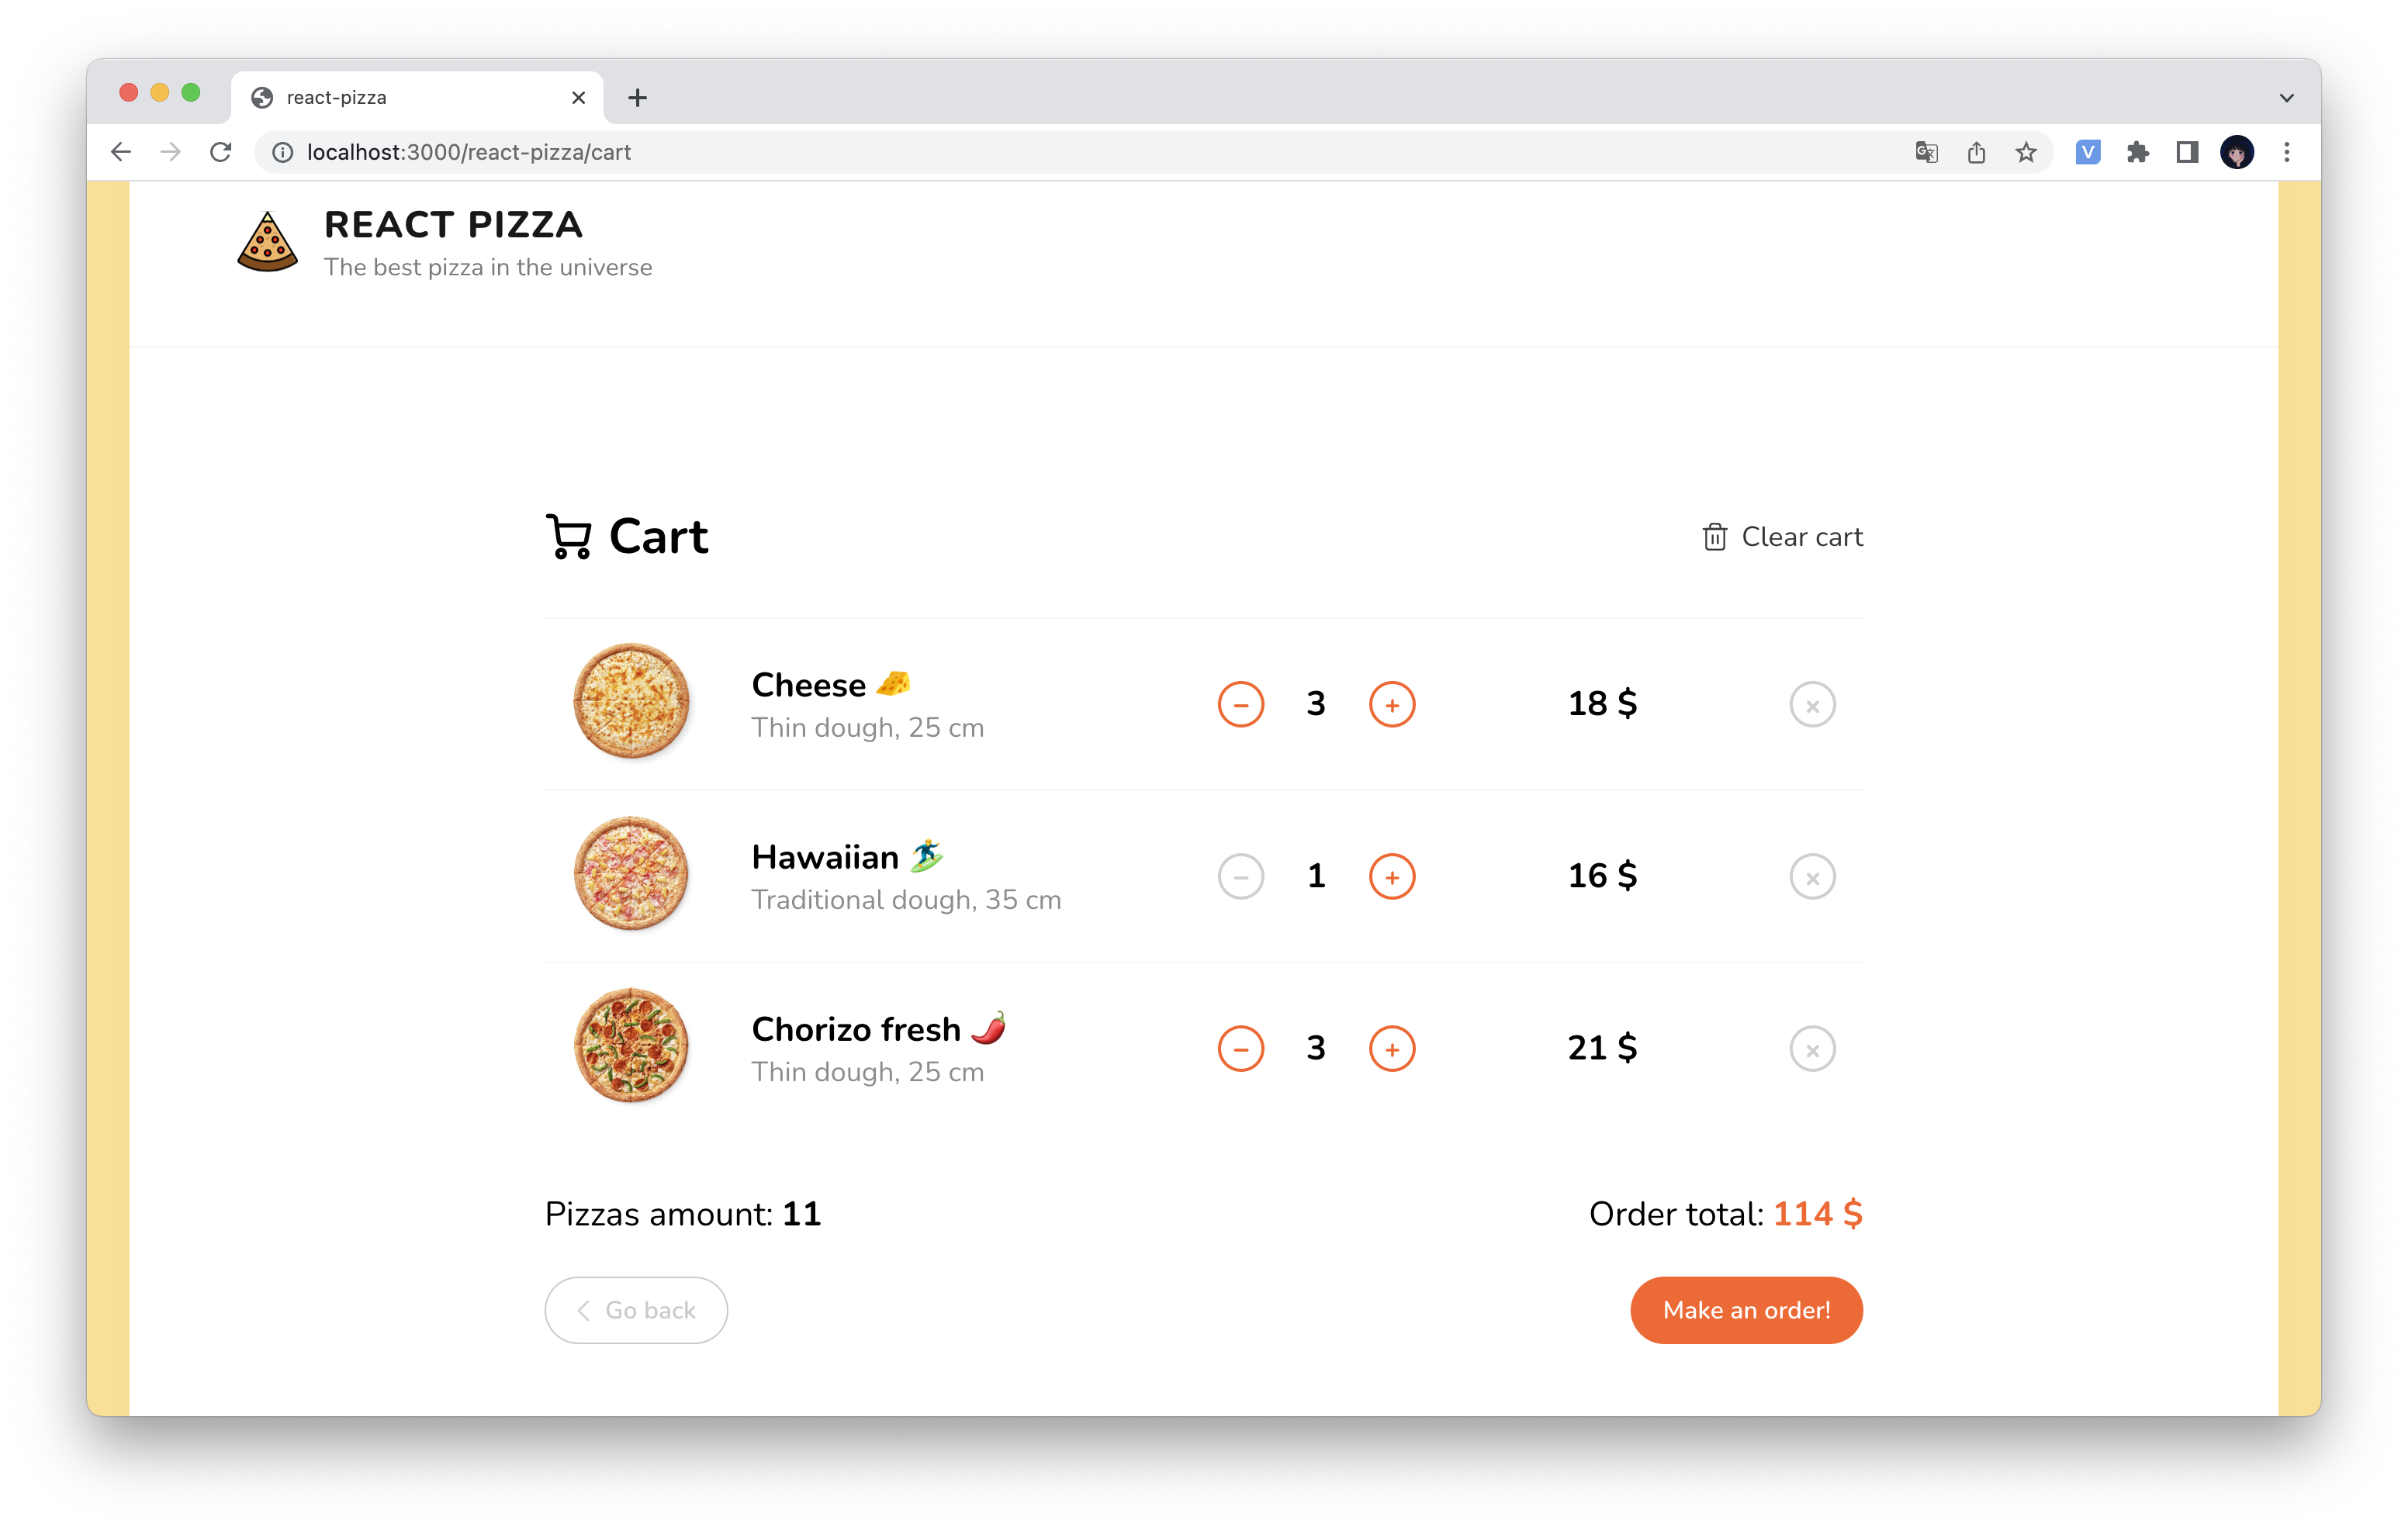 react-pizza
localhost:3000/react-pizza/cart
V
REACT PIZZA
The best pizza in the universe
Cart
Clear cart
Cheese 🧀
Thin dough, 25 cm
3
18 $
Hawaiian 🏄‍♂️
Traditional dough, 35 cm
1
16 $
Chorizo fresh 🌶️
Thin dough, 25 cm
3
21 $
Pizzas amount: 11
Order total: 114 $
Go back
Make an order!